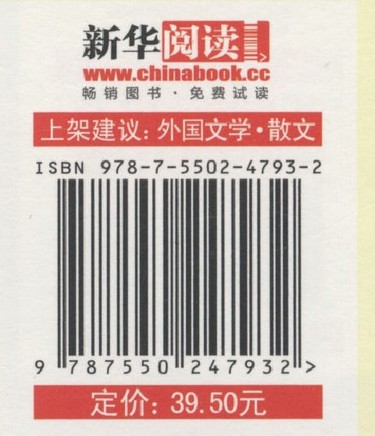 新华阅读
www.chinabook.cc
畅销图书·免费试读
上架建议：外国文学·散文
ISBN 978-7-5502-4793-2
9 787550 247932 >
定价：39.50元